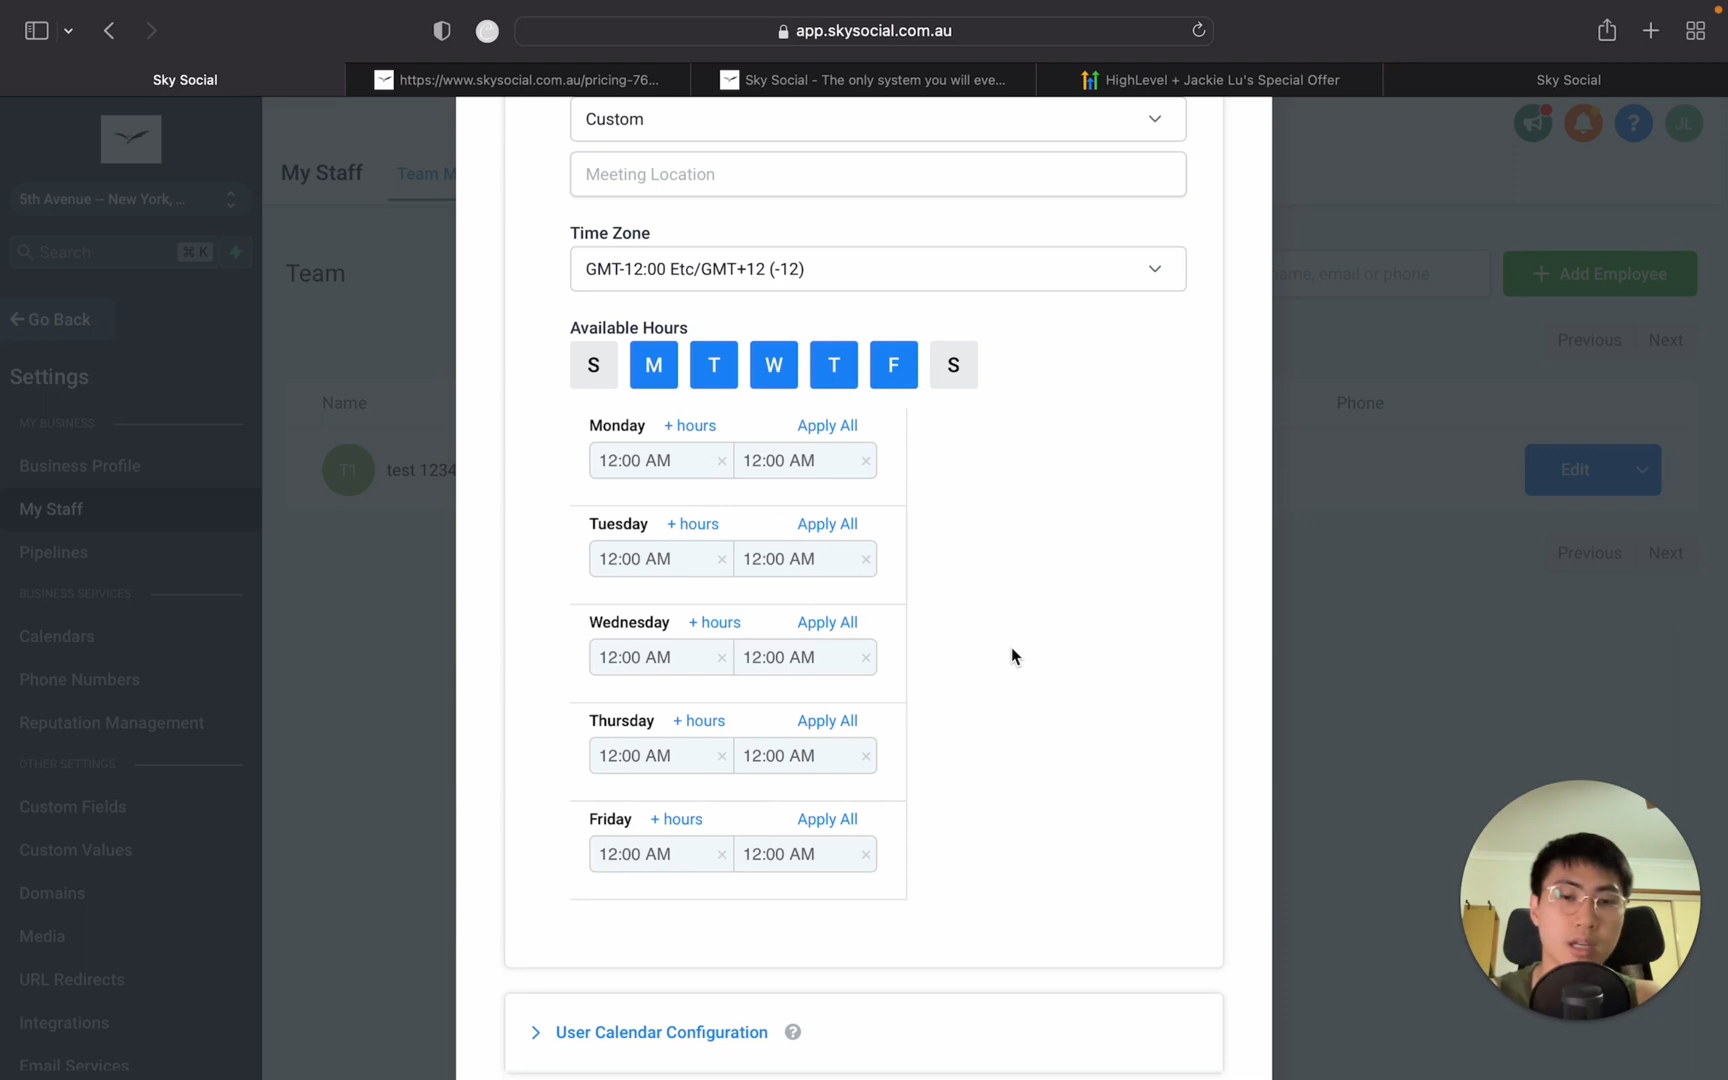 app.skysocial.com.au
Sky Social
https://www.skysocial.com.au/pricing-76...
Sky Social - The only system you will eve...
HighLevel + Jackie Lu's Special Offer
Sky Social
5th Avenue – New York, ...
Search
⌘ K
Go Back
Settings
MY BUSINESS
Business Profile
My Staff
Pipelines
BUSINESS SERVICES
Calendars
Phone Numbers
Reputation Management
OTHER SETTINGS
Custom Fields
Custom Values
Domains
Media
URL Redirects
Integrations
Email Services
My Staff
Team M
Team
Name
T1
test 1234
Custom
Meeting Location
Time Zone
GMT-12:00 Etc/GMT+12 (-12)
Available Hours
S M T W T F S
Monday + hours Apply All
12:00 AM × 12:00 AM ×
Tuesday + hours Apply All
12:00 AM × 12:00 AM ×
Wednesday + hours Apply All
12:00 AM × 12:00 AM ×
Thursday + hours Apply All
12:00 AM × 12:00 AM ×
Friday + hours Apply All
12:00 AM × 12:00 AM ×
User Calendar Configuration ?
? JL
name, email or phone
+ Add Employee
Previous Next
Phone
Edit
Previous Next